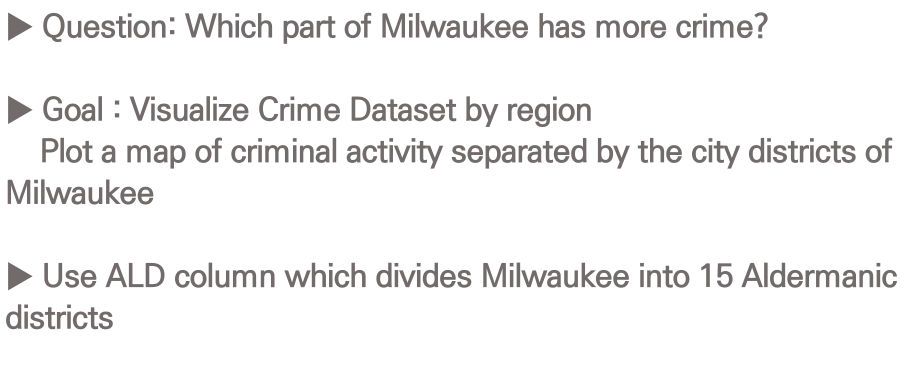 ▶ Question: Which part of Milwaukee has more crime?
▶ Goal : Visualize Crime Dataset by region
Plot a map of criminal activity separated by the city districts of
Milwaukee
▶ Use ALD column which divides Milwaukee into 15 Aldermanic
districts